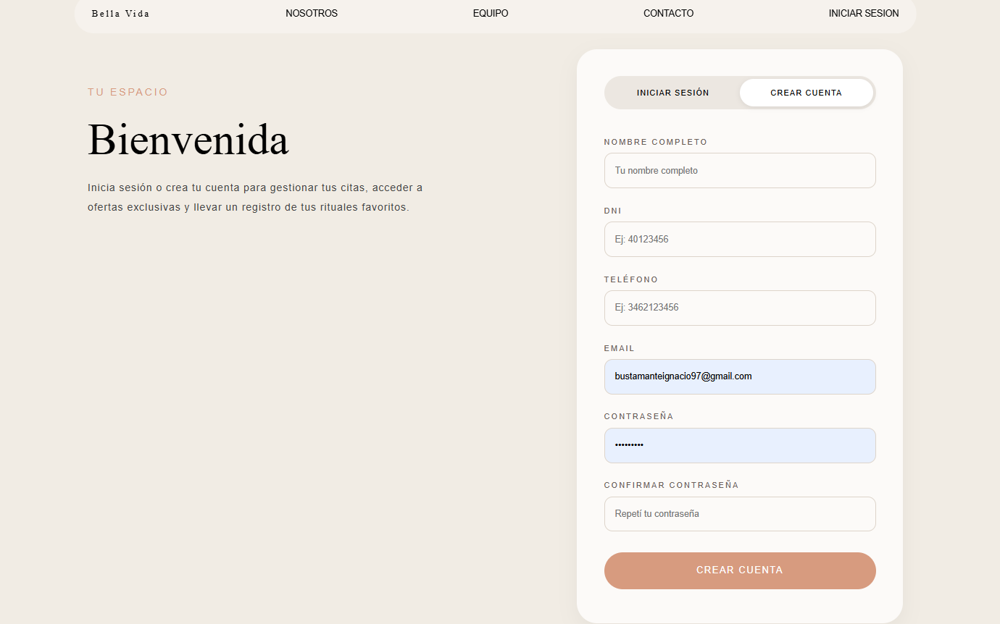 Bella Vida
NOSOTROS
EQUIPO
CONTACTO
INICIAR SESION
TU ESPACIO
Bienvenida
Inicia sesión o crea tu cuenta para gestionar tus citas, acceder a
ofertas exclusivas y llevar un registro de tus rituales favoritos.
INICIAR SESIÓN
CREAR CUENTA
NOMBRE COMPLETO
Tu nombre completo
DNI
Ej: 40123456
TELÉFONO
Ej: 3462123456
EMAIL
bustamanteignacio97@gmail.com
CONTRASEÑA
•••••••••
CONFIRMAR CONTRASEÑA
Repetí tu contraseña
CREAR CUENTA